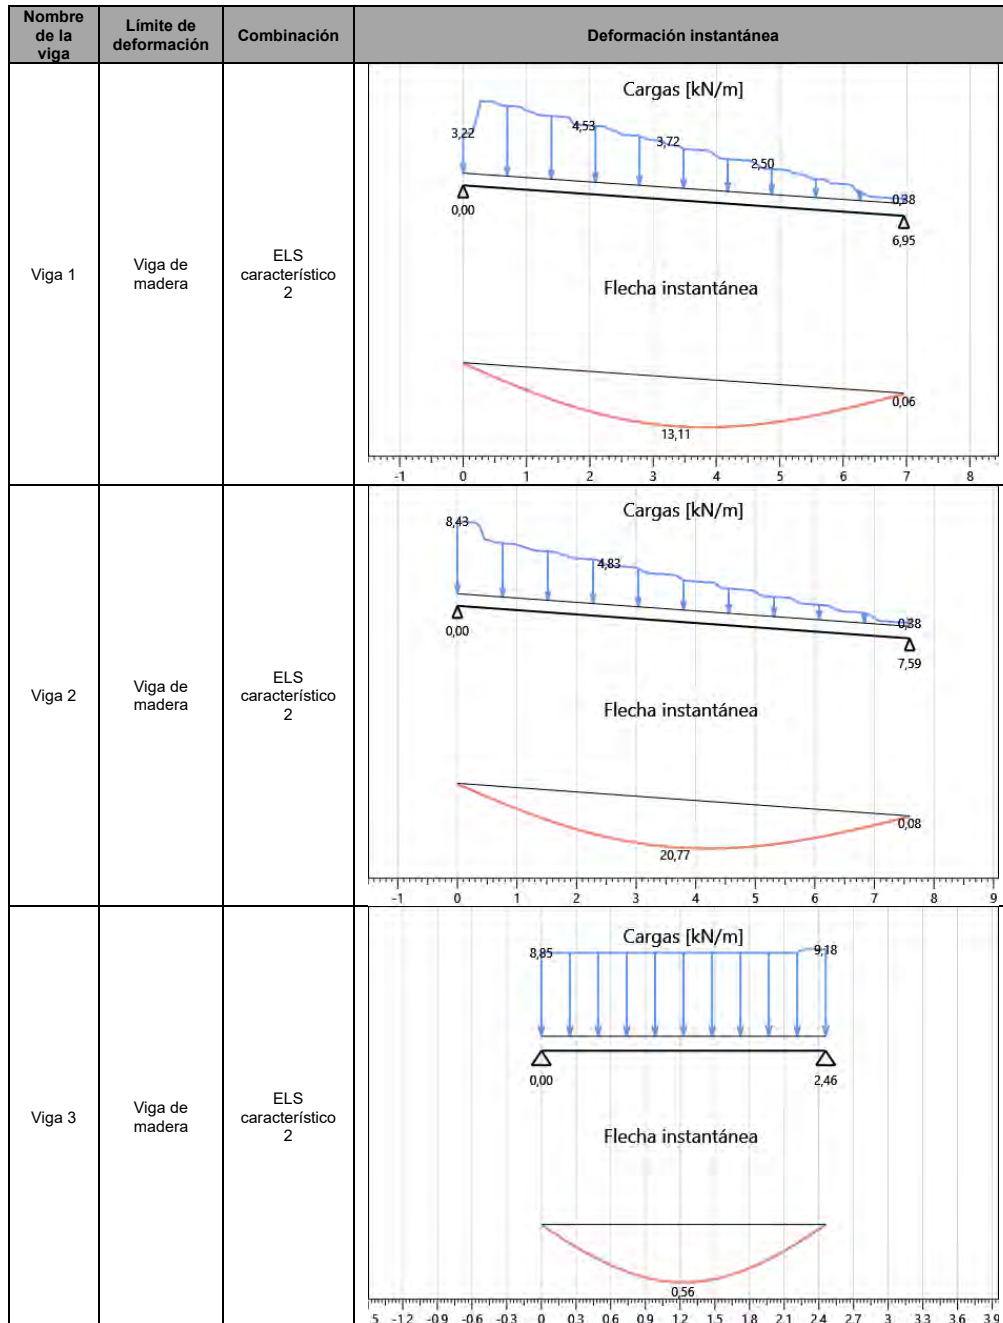 Nombre
de la
viga
Límite de
deformación
Combinación
Deformación instantánea
Viga 1
Viga de
madera
ELS
característico
2
Cargas [kN/m]
3,22
4,53
3,72
2,50
0,38
0,00
6,95
Flecha instantánea
0,06
13,11
-1 0 1 2 3 4 5 6 7 8
Viga 2
Viga de
madera
ELS
característico
2
Cargas [kN/m]
8,43
4,83
0,38
0,00
7,59
Flecha instantánea
0,08
20,77
-1 0 1 2 3 4 5 6 7 8 9
Viga 3
Viga de
madera
ELS
característico
2
Cargas [kN/m]
8,85
9,18
0,00
2,46
Flecha instantánea
0,56
5 -1.2 -0.9 -0.6 -0.3 0 0.3 0.6 0.9 1.2 1.5 1.8 2.1 2.4 2.7 3 3.3 3.6 3.9